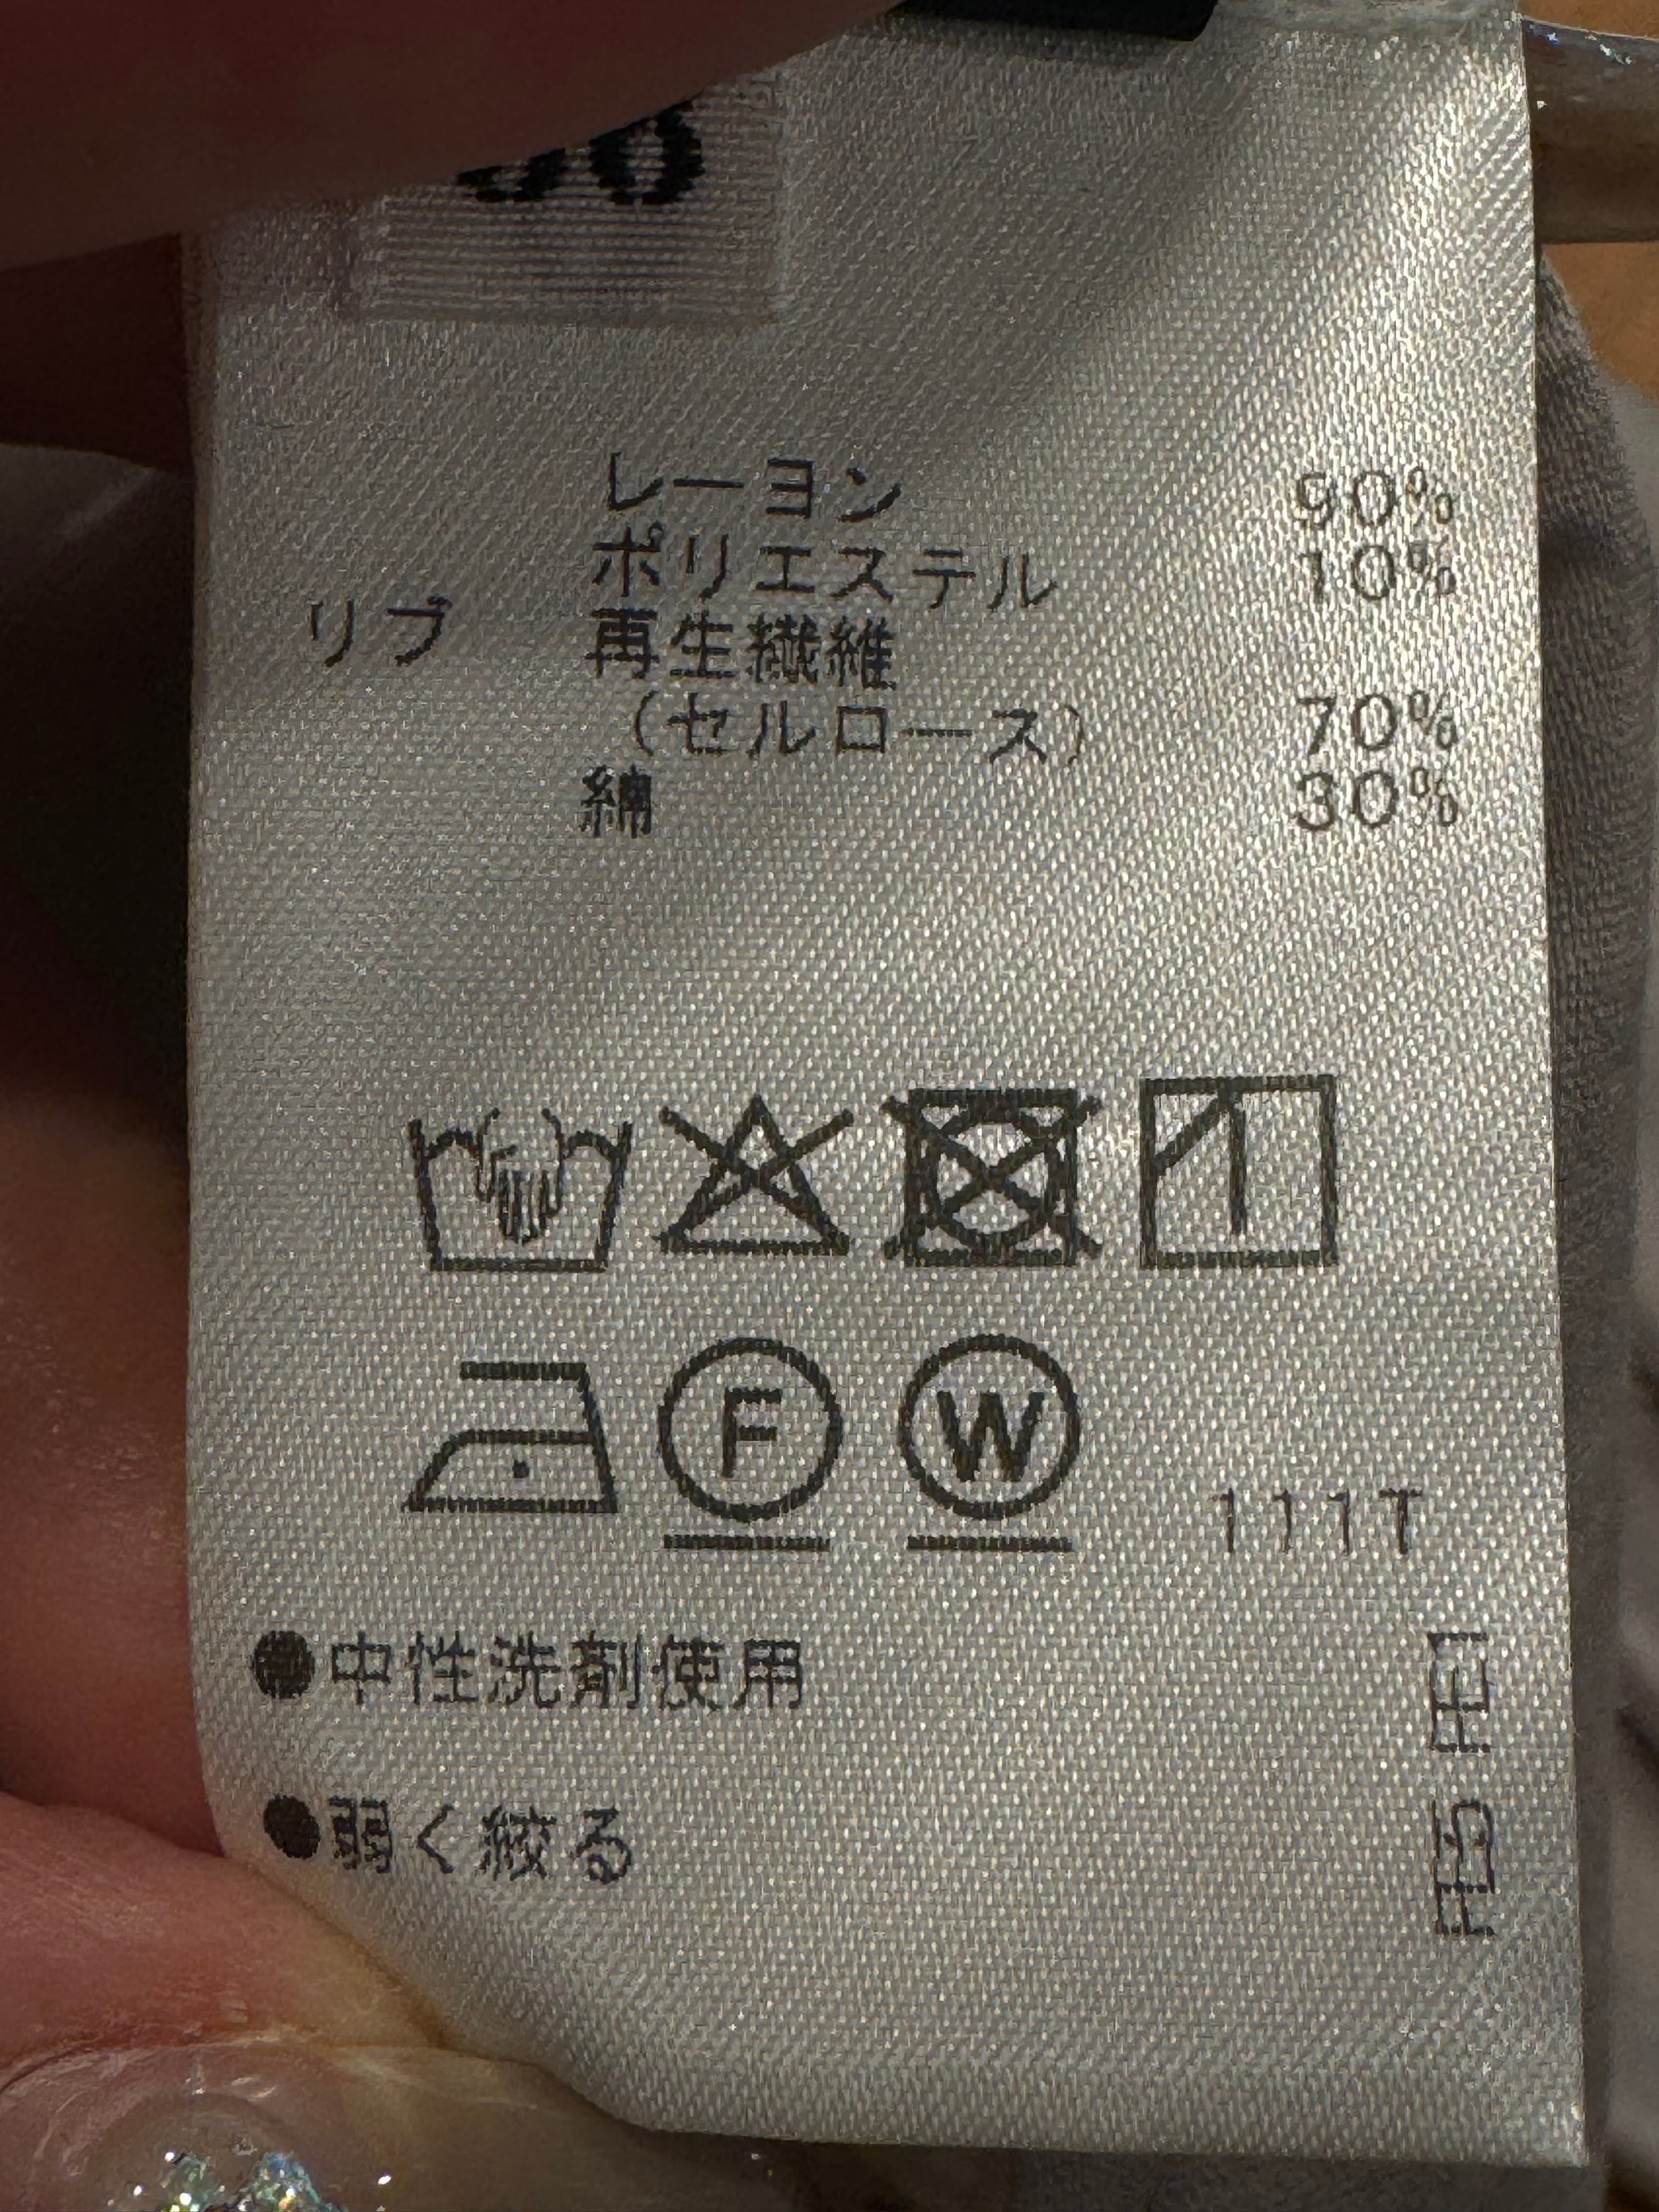 レーヨン 90%
ポリエステル 10%
リブ 再生繊維
(セルロース) 70%
綿 30%
F W
111T
●中性洗剤使用
●弱く絞る